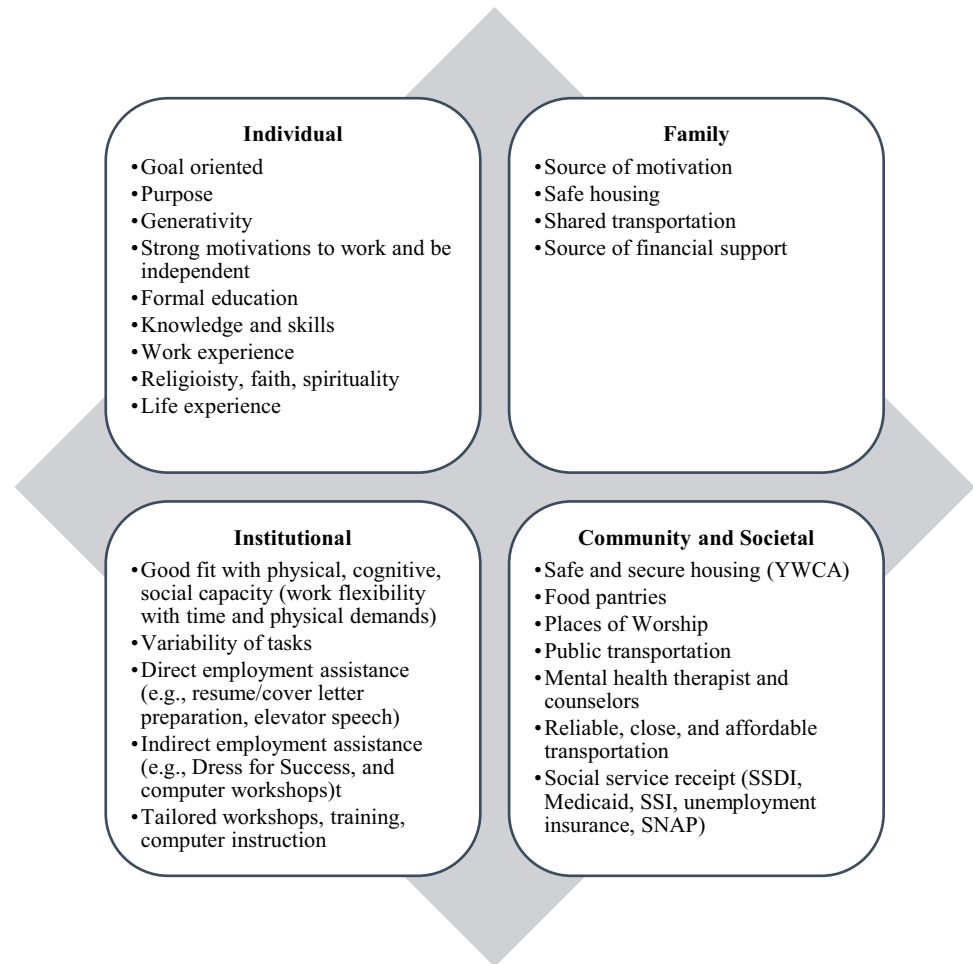 Individual
•Goal oriented
•Purpose
•Generativity
•Strong motivations to work and be
independent
•Formal education
•Knowledge and skills
•Work experience
•Religioisty, faith, spirituality
•Life experience
Family
•Source of motivation
•Safe housing
•Shared transportation
•Source of financial support
Institutional
•Good fit with physical, cognitive,
social capacity (work flexibility
with time and physical demands)
•Variability of tasks
•Direct employment assistance
(e.g., resume/cover letter
preparation, elevator speech)
•Indirect employment assistance
(e.g., Dress for Success, and
computer workshops)t
•Tailored workshops, training,
computer instruction
Community and Societal
•Safe and secure housing (YWCA)
•Food pantries
•Places of Worship
•Public transportation
•Mental health therapist and
counselors
•Reliable, close, and affordable
transportation
•Social service receipt (SSDI,
Medicaid, SSI, unemployment
insurance, SNAP)